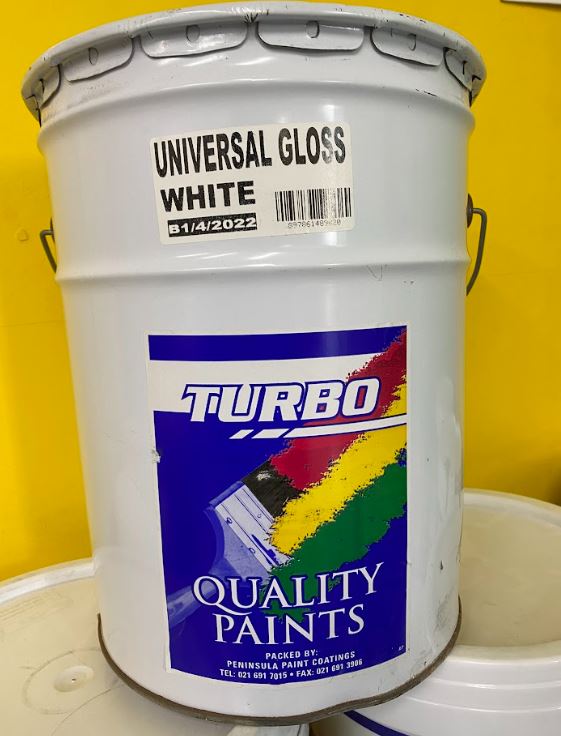 UNIVERSAL GLOSS
WHITE
B1/4/2022
TURBO
QUALITY
PAINTS
PACKED BY:
PENINSULA PAINT COATINGS
TEL: 021 691 7015 • FAX: 021 691 3906